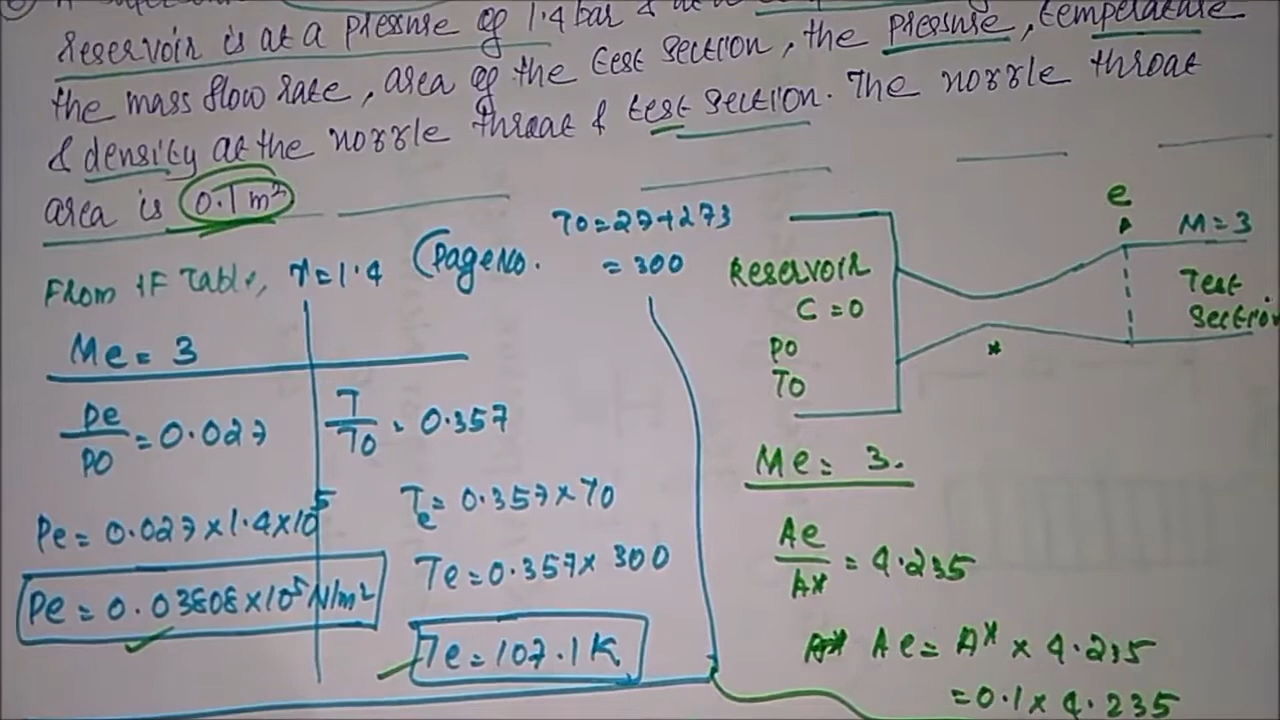 reservoir is at a pressure of 1.4 bar &
the mass flow rate, area of the test section, the pressure, temperature
& density at the nozzle throat & test section. The nozzle throat
area is 0.1 m²
From IF Table, γ=1.4 (Page No.
T0=27+273
=300
Me = 3
Pe/P0 = 0.027
T/T0 = 0.357
Pe = 0.027×1.4×10⁵
Te = 0.357×T0
Pe = 0.03808×10⁵ N/m²
Te = 0.357×300
Te = 107.1K
Reservoir
C=0
P0
T0
*
e
M=3
Test
section
Me = 3.
Ae/A* = 4.235
A* Ae = A* × 4.235
=0.1×4.235